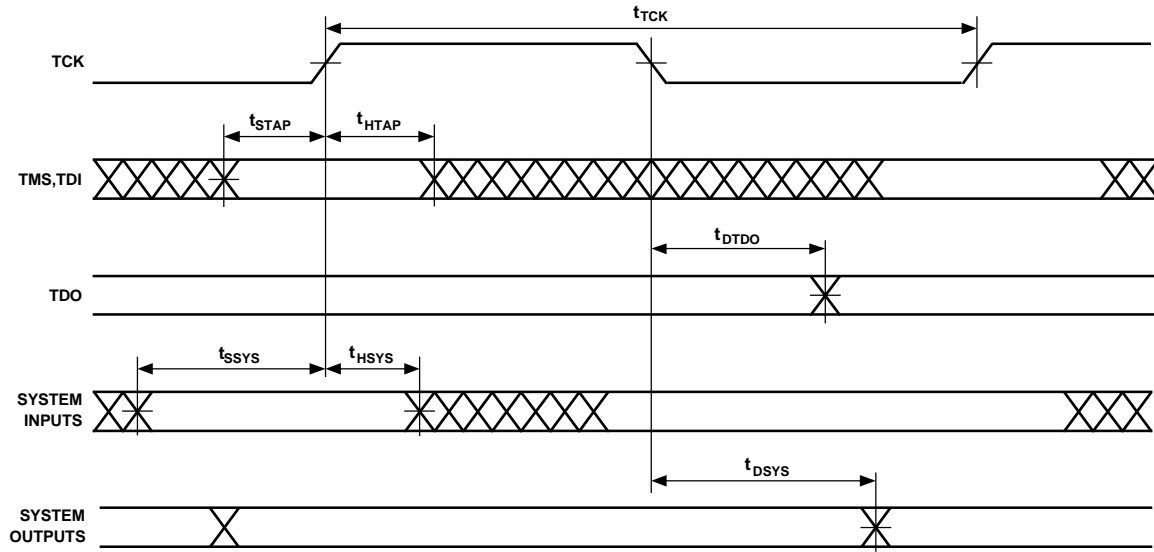 tTCK
TCK
tSTAP
tHTAP
TMS,TDI
tDTDO
TDO
tSSYS
tHSYS
SYSTEM
INPUTS
tDSYS
SYSTEM
OUTPUTS